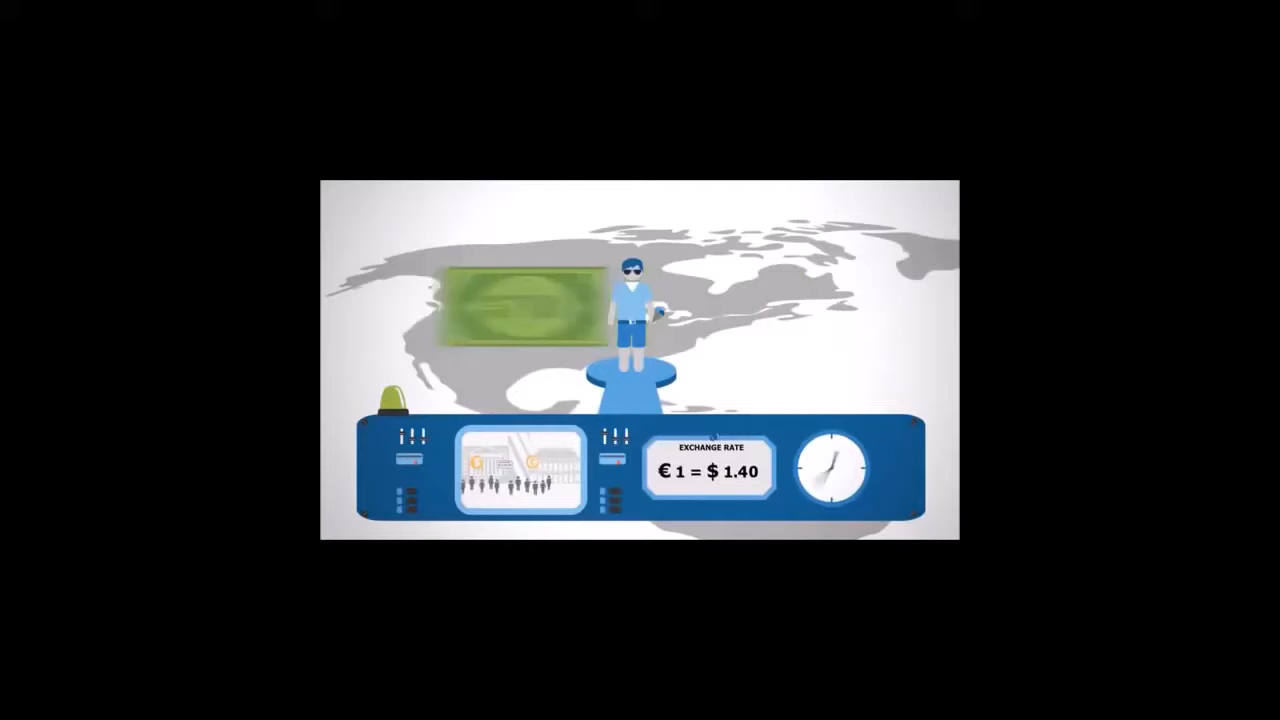 EXCHANGE RATE
€ 1 = $ 1.40